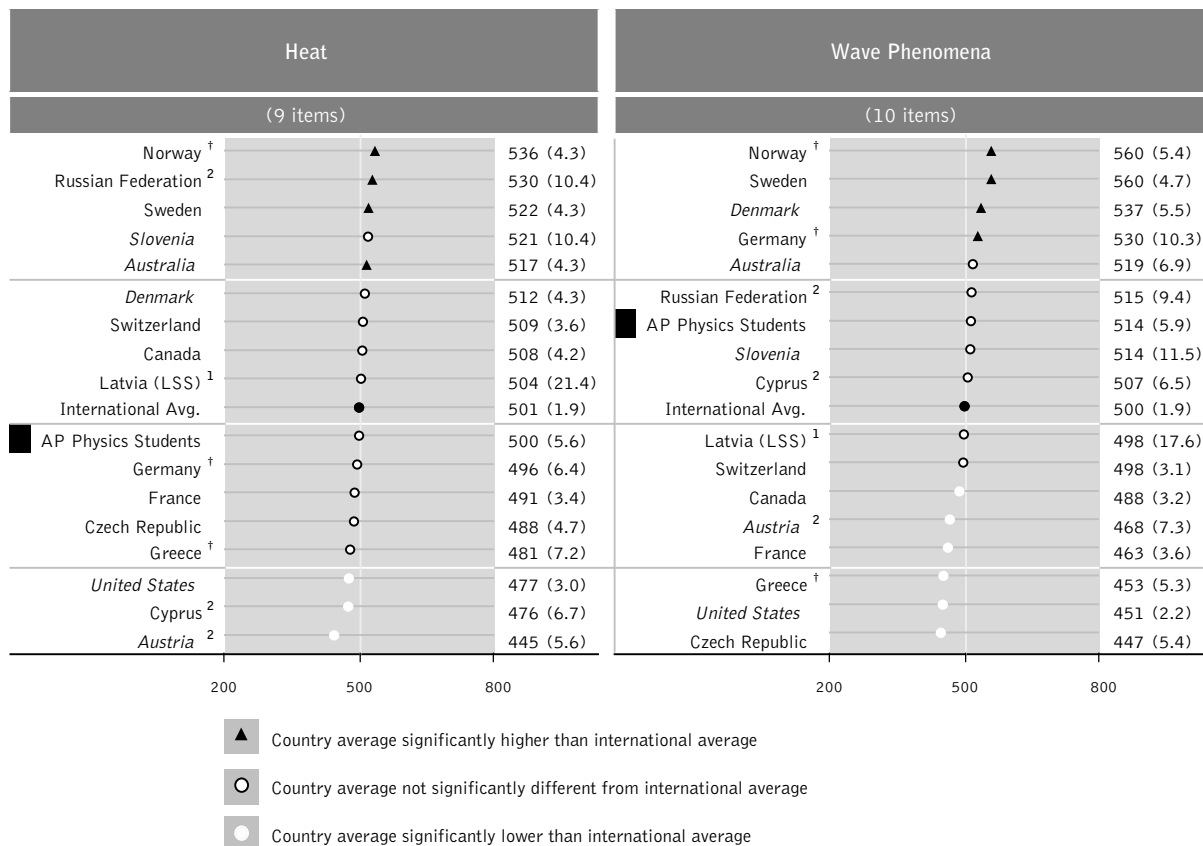 Heat
(9 items)
Norway † 536 (4.3)
Russian Federation 2 530 (10.4)
Sweden 522 (4.3)
Slovenia 521 (10.4)
Australia 517 (4.3)
Denmark 512 (4.3)
Switzerland 509 (3.6)
Canada 508 (4.2)
Latvia (LSS) 1 504 (21.4)
International Avg. 501 (1.9)
AP Physics Students 500 (5.6)
Germany † 496 (6.4)
France 491 (3.4)
Czech Republic 488 (4.7)
Greece † 481 (7.2)
United States 477 (3.0)
Cyprus 2 476 (6.7)
Austria 2 445 (5.6)
200 500 800
Wave Phenomena
(10 items)
Norway † 560 (5.4)
Sweden 560 (4.7)
Denmark 537 (5.5)
Germany † 530 (10.3)
Australia 519 (6.9)
Russian Federation 2 515 (9.4)
AP Physics Students 514 (5.9)
Slovenia 514 (11.5)
Cyprus 2 507 (6.5)
International Avg. 500 (1.9)
Latvia (LSS) 1 498 (17.6)
Switzerland 498 (3.1)
Canada 488 (3.2)
Austria 2 468 (7.3)
France 463 (3.6)
Greece † 453 (5.3)
United States 451 (2.2)
Czech Republic 447 (5.4)
200 500 800
Country average significantly higher than international average
Country average not significantly different from international average
Country average significantly lower than international average